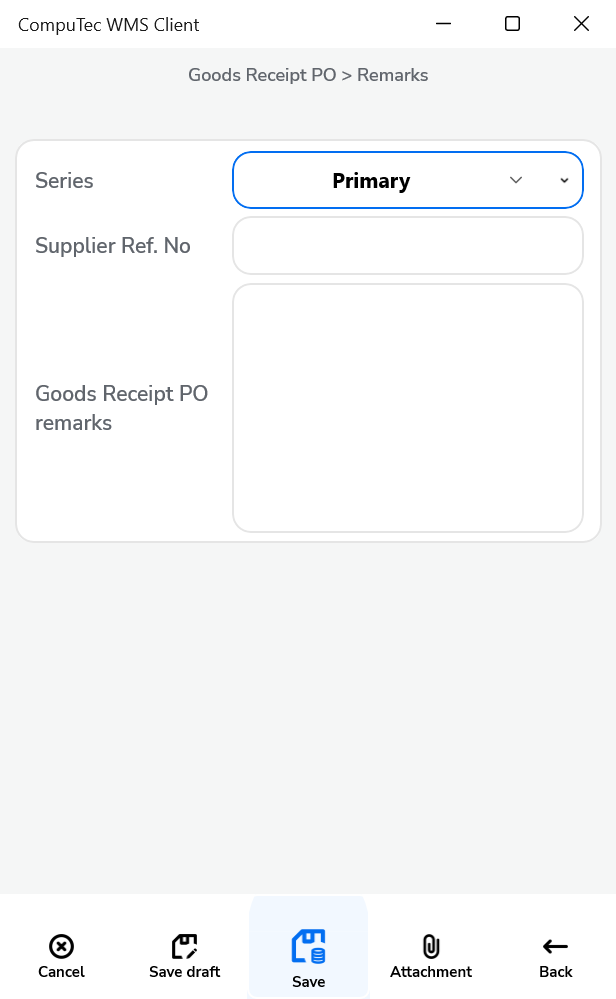 CompuTec WMS Client
Goods Receipt PO > Remarks
Series
Primary
Supplier Ref. No
Goods Receipt PO
remarks
Cancel
Save draft
Save
Attachment
Back